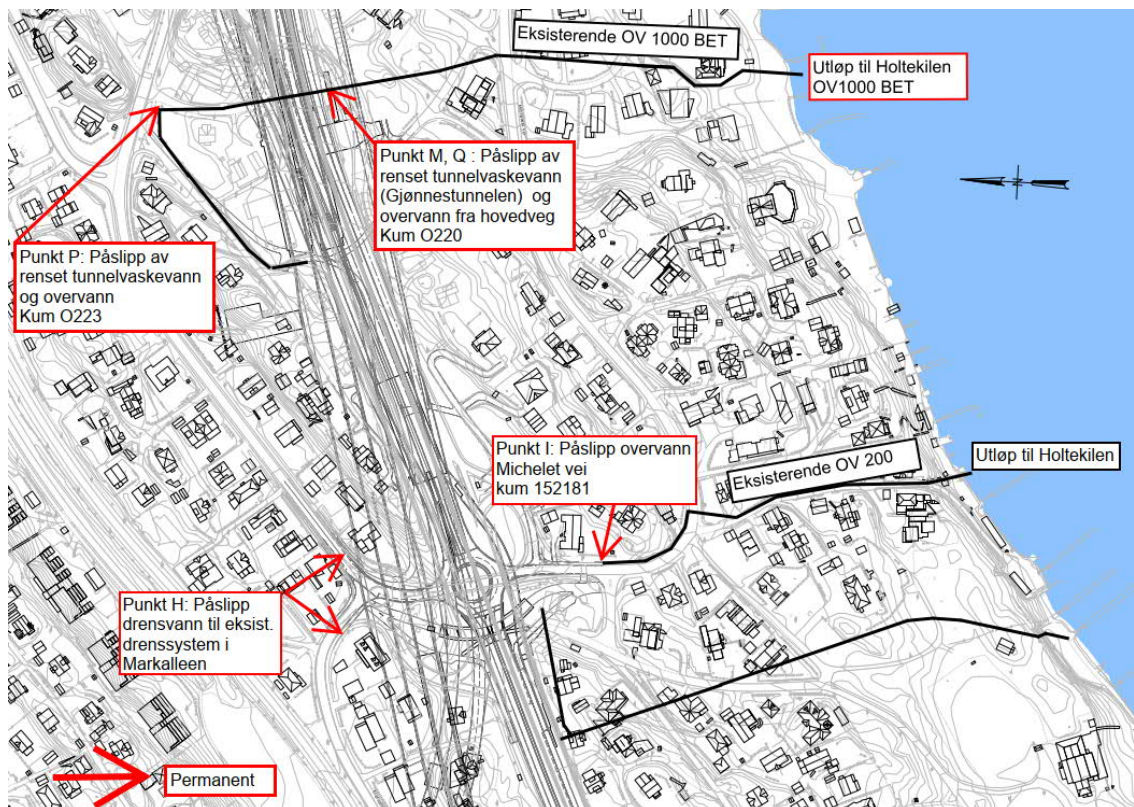 Eksisterende OV 1000 BET
Utløp til Holtekilen
OV1000 BET
Punkt M, Q : Påslipp av
renset tunnelvaskevann
(Gjønnestunnelen) og
overvann fra hovedveg
Kum O220
N
Punkt P: Påslipp av
renset tunnelvaskevann
og overvann
Kum O223
Punkt I: Påslipp overvann
Michelet vei
kum 152181
Eksisterende OV 200
Utløp til Holtekilen
Punkt H: Påslipp
drensvann til eksist.
drenssystem i
Markalleen
Permanent